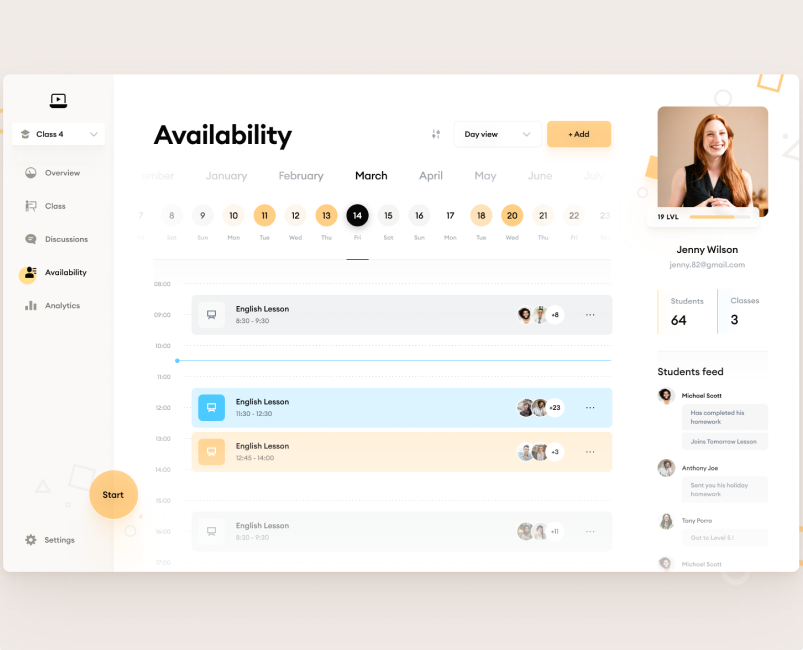 Class 4
Overview
Class
Discussions
Availability
Analytics
Start
Settings
Availability
Day view
+ Add
January February March April May June July
7 8 9 10 11 12 13 14 15 16 17 18 19 20 21 22 23
Sat Sun Mon Tue Wed Thu Fri Sat Sun Mon Tue Wed Thu Fri
08:00
09:00
English Lesson
8:30 - 9:30
+8
10:00
11:00
12:00
English Lesson
11:30 - 12:30
+23
13:00
English Lesson
12:45 - 14:00
+3
14:00
15:00
16:00
English Lesson
8:30 - 9:30
+11
17:00
19 LVL
Jenny Wilson
jenny.82@gmail.com
Students
64
Classes
3
Students feed
Michael Scott
Has completed his
homework
Joins Tomorrow Lesson
Anthony Joe
Sent you his holiday
homework
Tony Porro
Got to Level 5 !
Michael Scott